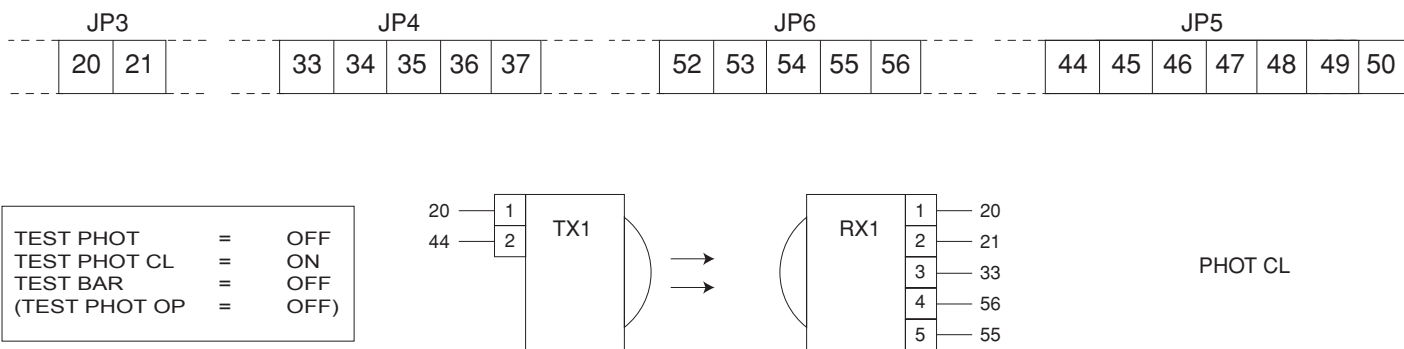 JP3 JP4 JP6 JP5
20 21 33 34 35 36 37 52 53 54 55 56 44 45 46 47 48 49 50
TEST PHOT = OFF
TEST PHOT CL = ON
TEST BAR = OFF
(TEST PHOT OP = OFF)
20 1
44 2
TX1
RX1
1 20
2 21
3 33
4 56
5 55
PHOT CL